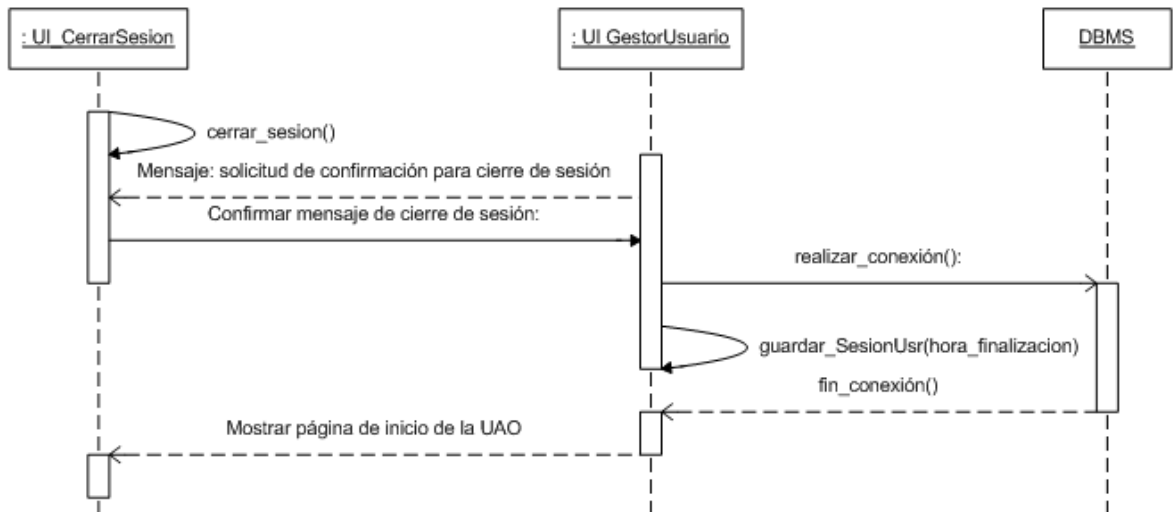 : UI_CerrarSesion
: UI GestorUsuario
DBMS
cerrar_sesion()
Mensaje: solicitud de confirmación para cierre de sesión
Confirmar mensaje de cierre de sesión:
realizar_conexión():
guardar_SesionUsr(hora_finalizacion)
fin_conexión()
Mostrar página de inicio de la UAO